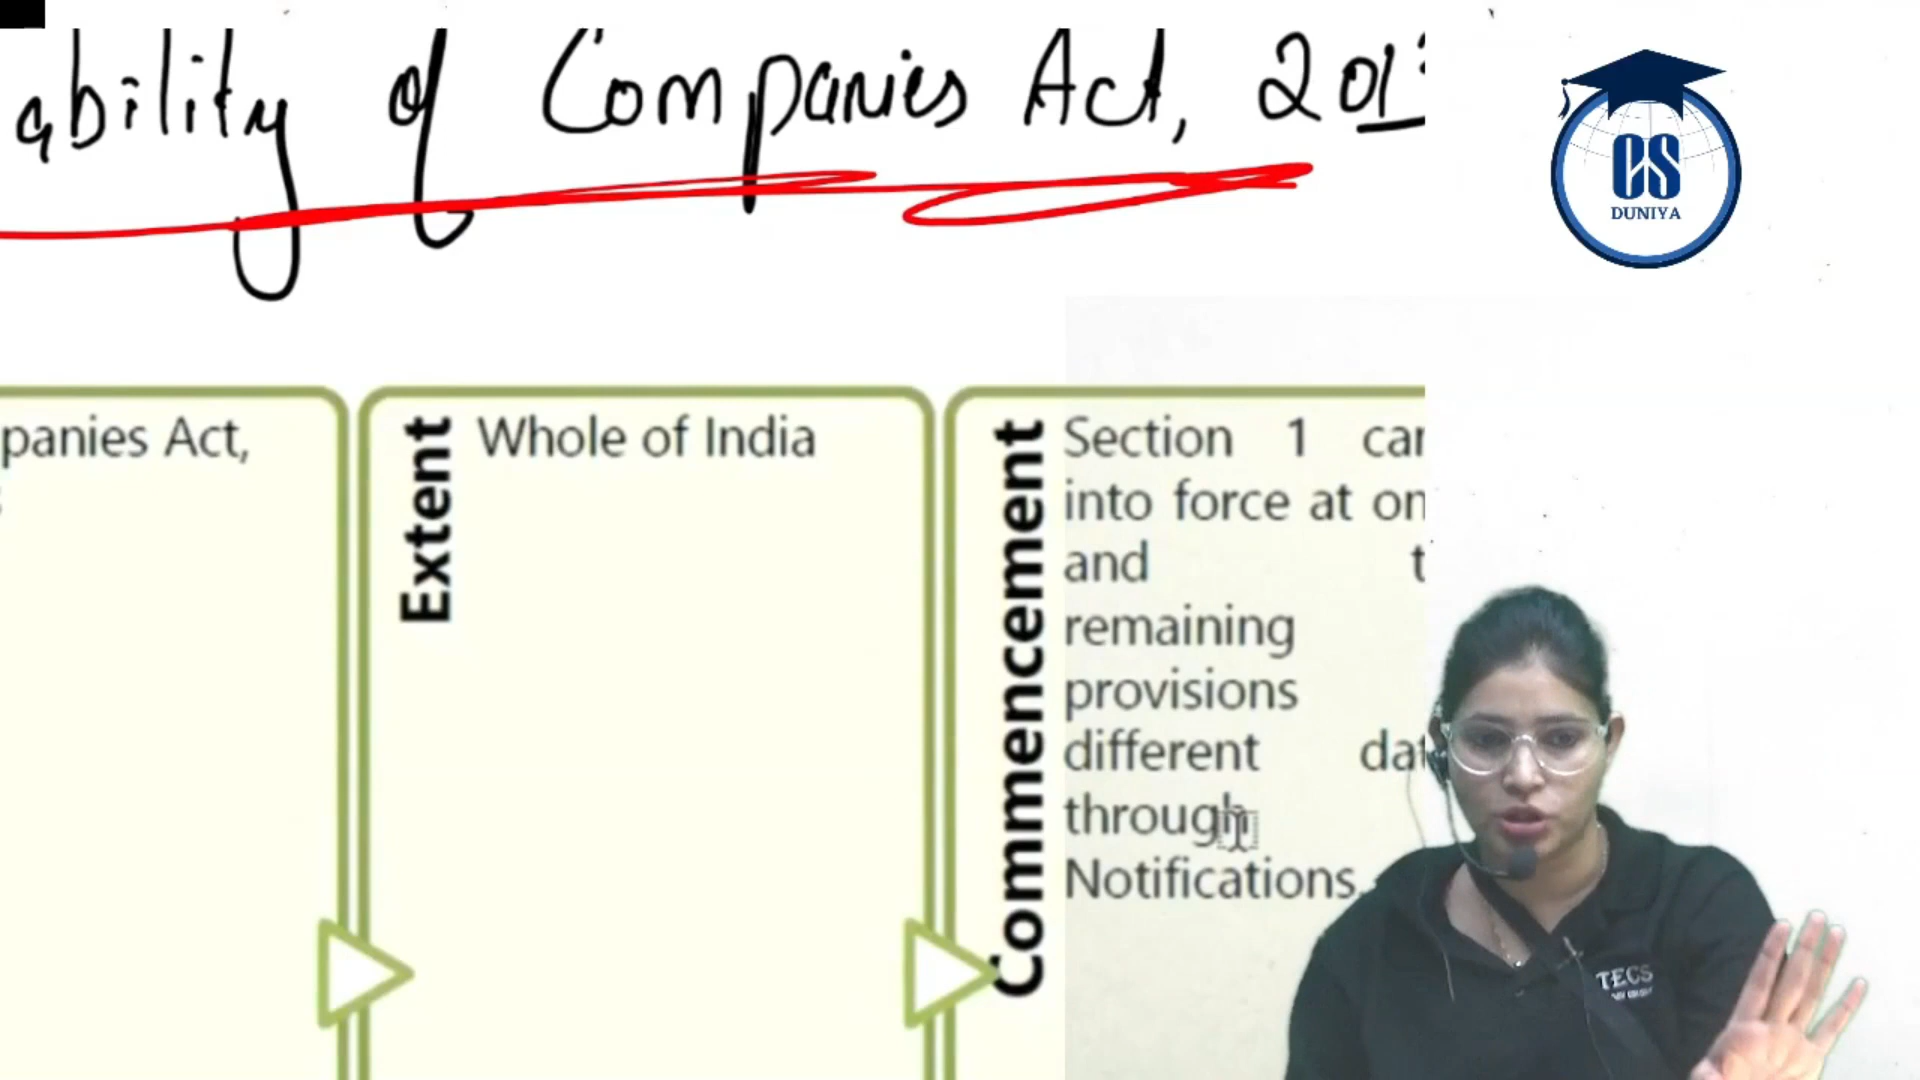 ability of Companies Act, 201
CS
DUNIYA
panies Act,
Extent
Whole of India
Commencement
Section 1 car
into force at on
and t
remaining
provisions
different dat
through
Notifications.
TECS